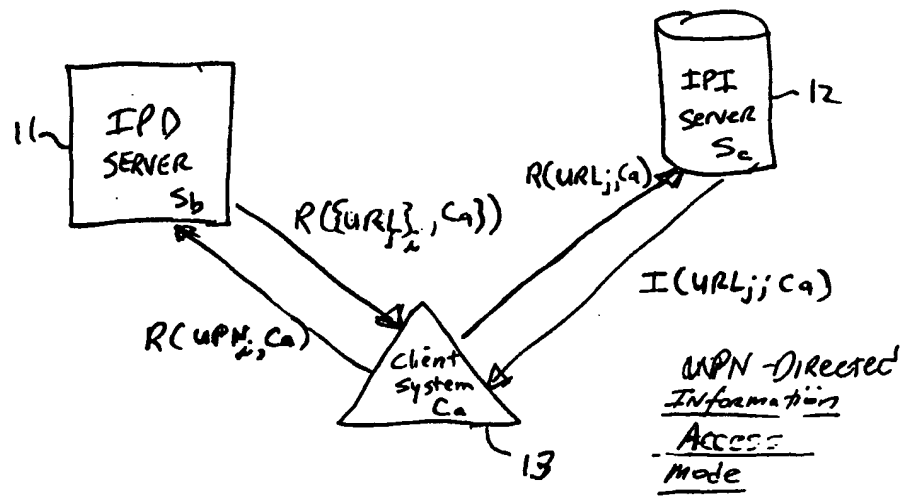 11
IPD
SERVER
Sb
IPI
Server
Sc
12
R({URL}i, Ca})
R(URLj, Ca)
R(UPNi, Ca)
I(URLj; Ca)
Client
System
Ca
13
UPN-Directed
Information
Access
Mode